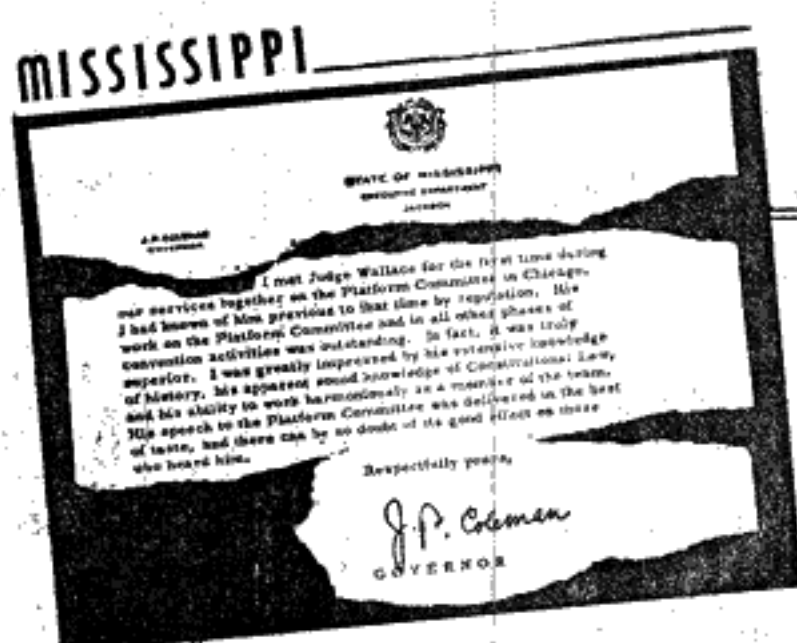 MISSISSIPPI
STATE OF MISSISSIPPI
EXECUTIVE DEPARTMENT
JACKSON
J.P. COLEMAN
GOVERNOR
I met Judge Wallace for the first time during
our services together on the Platform Committee in Chicago.
I had known of him previous to that time by reputation. His
work on the Platform Committee and in all other phases of
convention activities was outstanding. In fact, it was truly
superior. I was greatly impressed by his extensive knowledge
of history, his apparent sound knowledge of Constitutional Law,
and his ability to work harmoniously as a member of the team.
His speech to the Platform Committee was delivered in the best
of taste, and there can be no doubt of its good effect on those
who heard him.
Respectfully yours,
J. P. Coleman
GOVERNOR